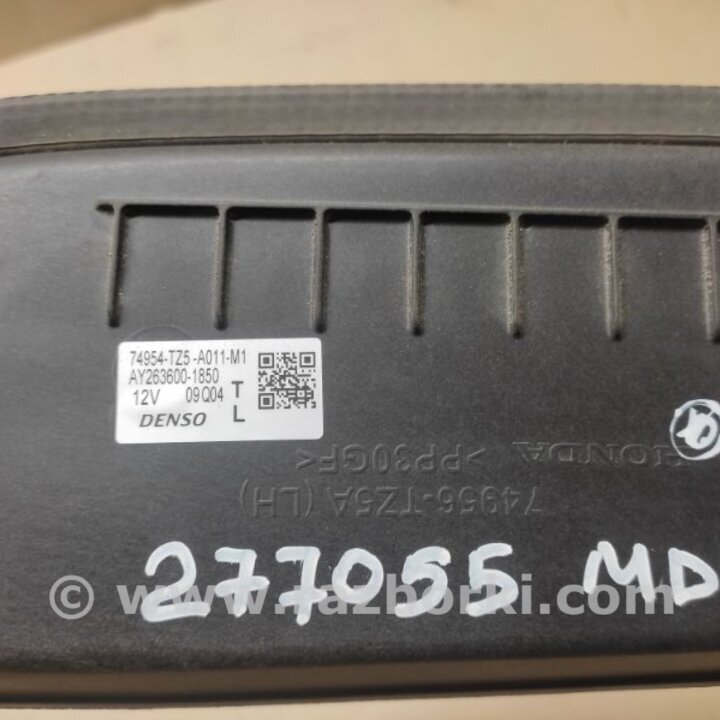 74954-TZ5-A011-M1
AY263600-1850
12V 09Q04 T
DENSO L
HONDA
>PP30GF<
74956-TZ5A (LH)
277055 MD
© www.razborki.com